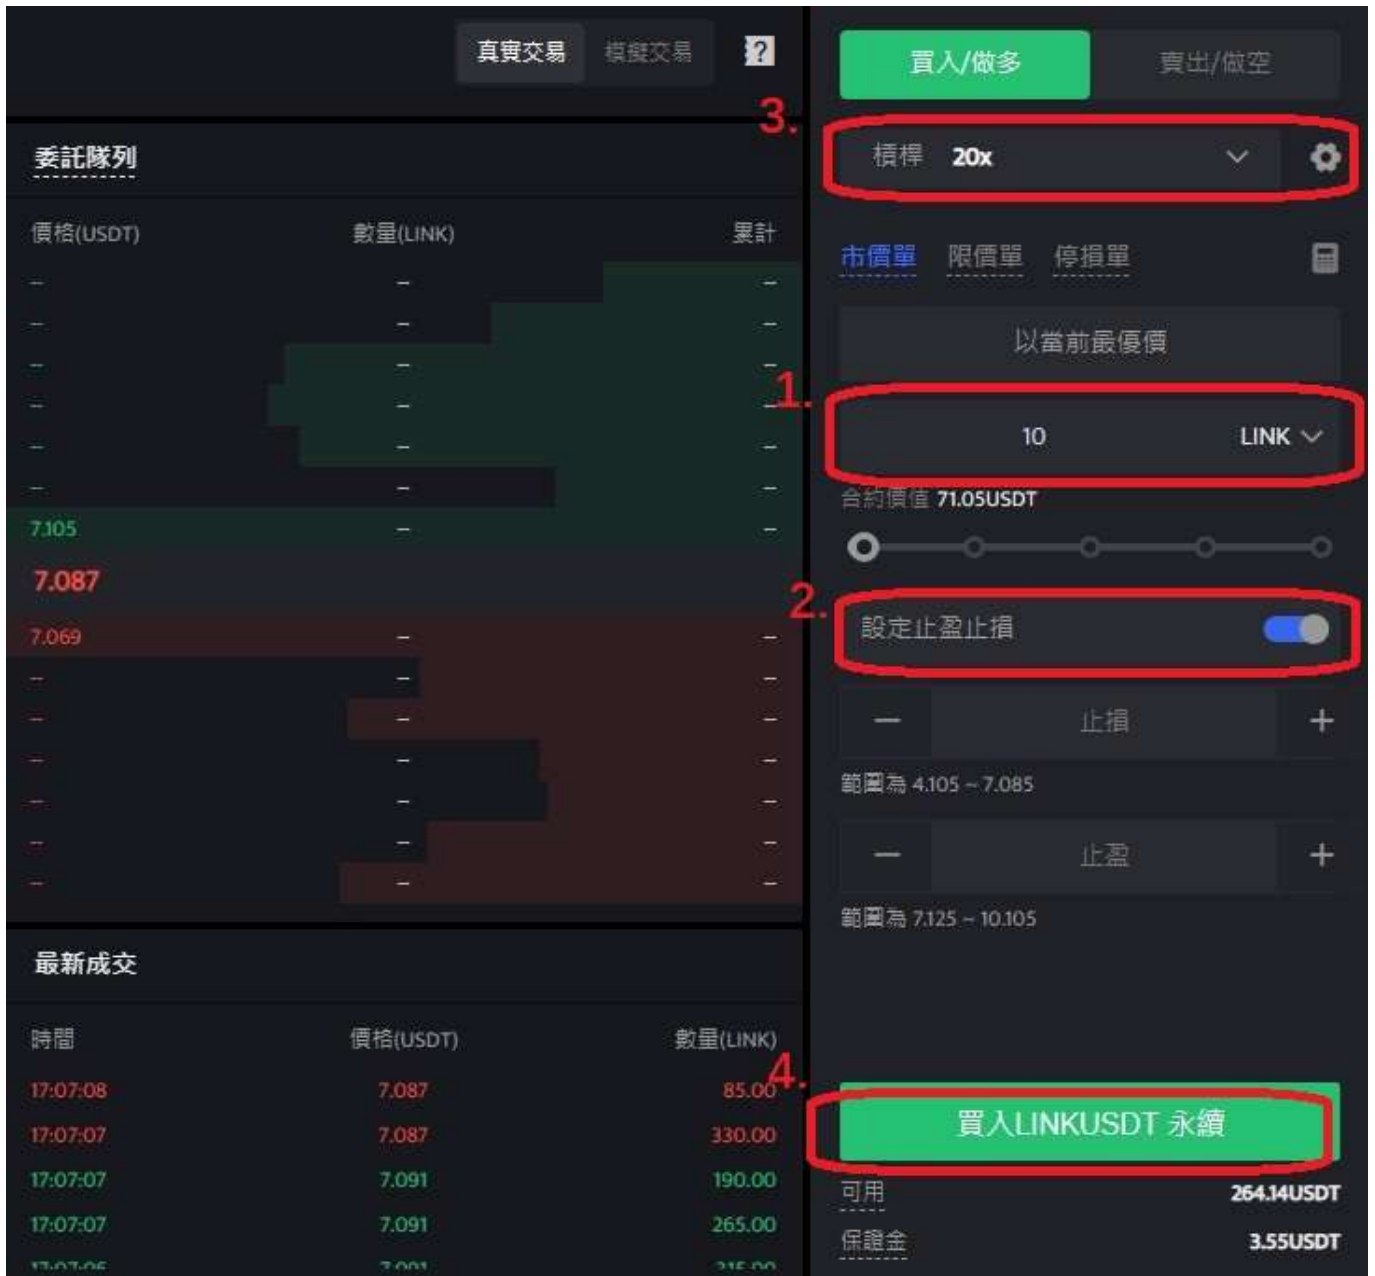 真實交易 模擬交易 ?
3.
委託隊列
價格(USDT) 數量(LINK) 累計
-- -- --
-- -- --
-- -- --
-- -- --
-- -- --
-- -- --
7.105 -- --
7.087
7.069 -- --
-- -- --
-- -- --
-- -- --
-- -- --
-- -- --
-- -- --
最新成交
時間 價格(USDT) 數量(LINK)
17:07:08 7.087 85.00
17:07:07 7.087 330.00
17:07:07 7.091 190.00
17:07:07 7.091 265.00
17:07:06 7.091 315.00
買入/做多 賣出/做空
槓桿 20x
市價單 限價單 停損單
以當前最優價
1.
10 LINK
合約價值 71.05USDT
2.
設定止盈止損
— 止損 +
範圍為 4.105 ~ 7.085
— 止盈 +
範圍為 7.125 ~ 10.105
4.
買入LINKUSDT 永續
可用 264.14USDT
保證金 3.55USDT